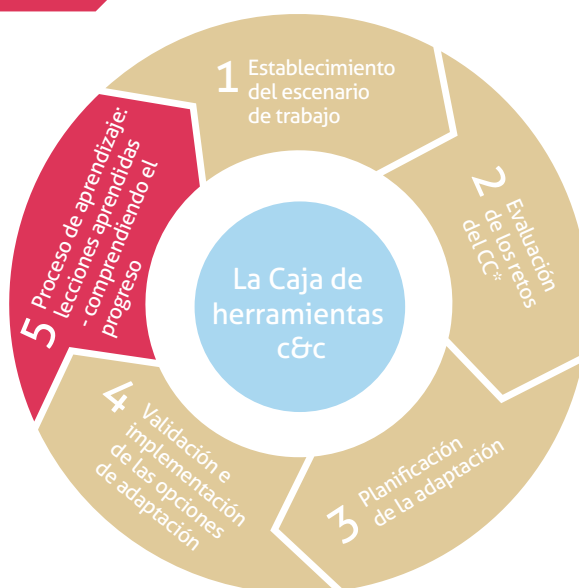 1 Establecimiento
del escenario
de trabajo
2 Evaluación
de los retos
del CC*
3 Planificación
de la adaptación
4 Validación e
implementación
de las opciones
de adaptación
5 Proceso de aprendizaje:
lecciones aprendidas
- comprendiendo el
progreso
La Caja de
herramientas
c&c